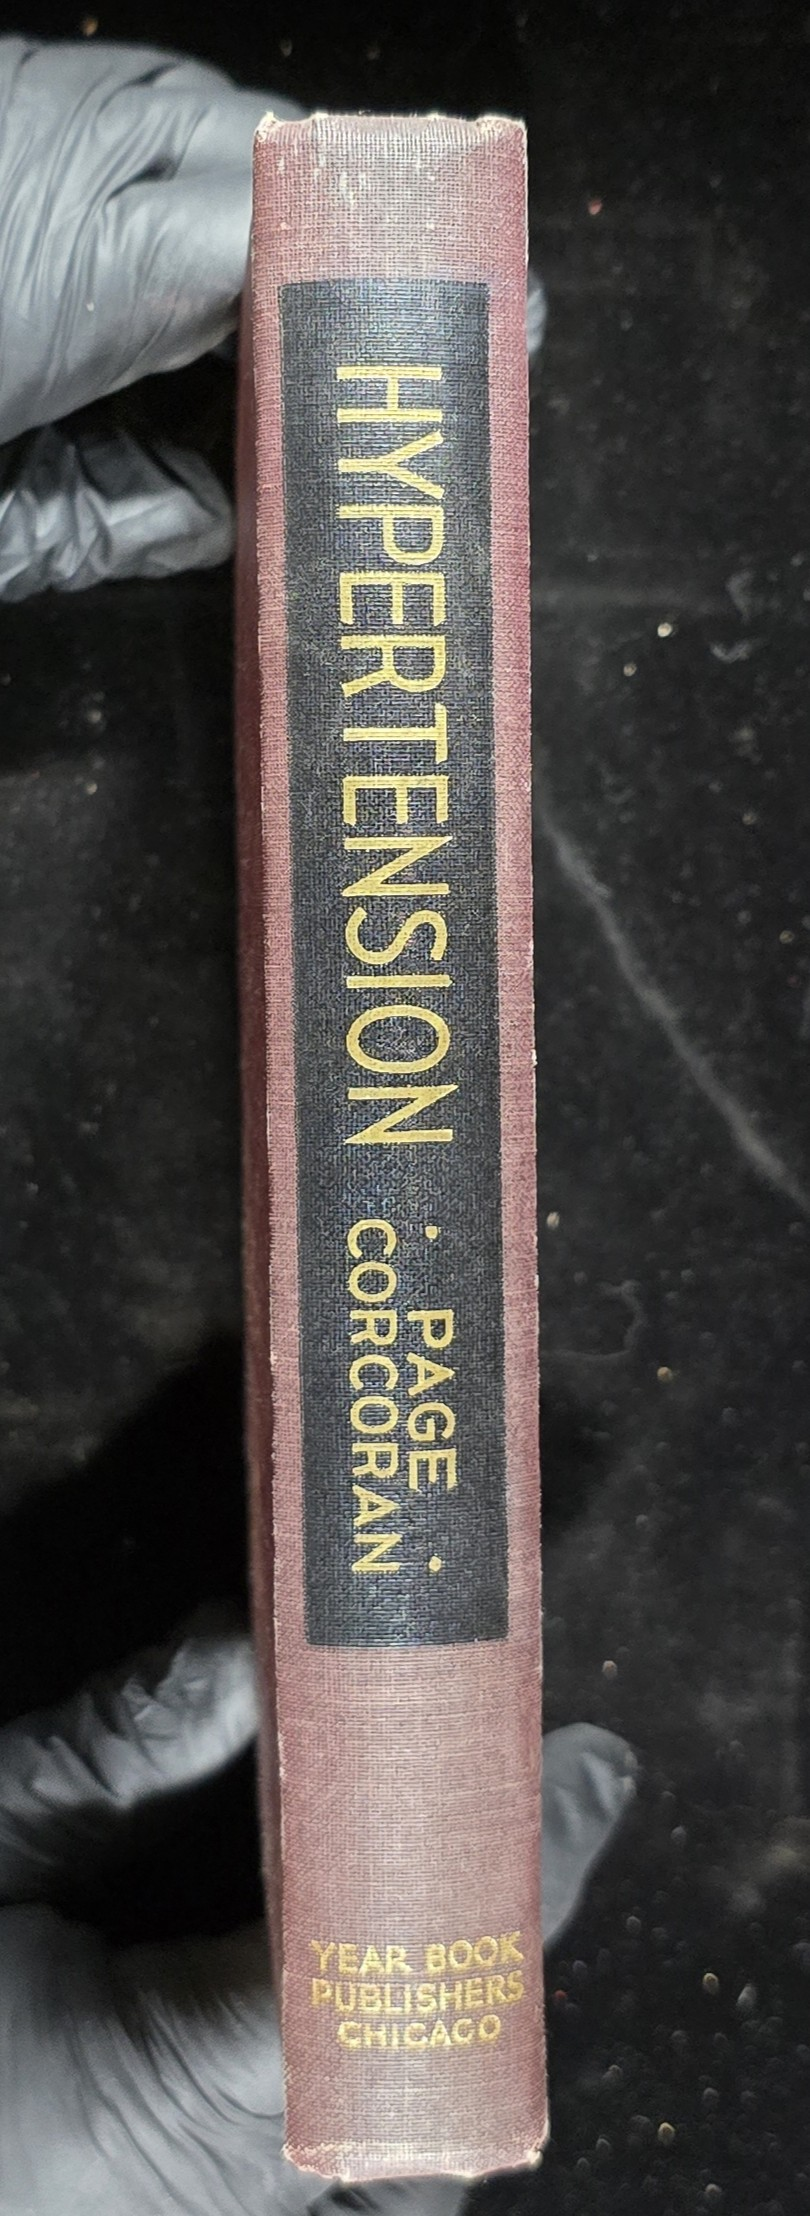 HYPERTENSION
· PAGE ·
CORCORAN
YEAR BOOK
PUBLISHERS
CHICAGO